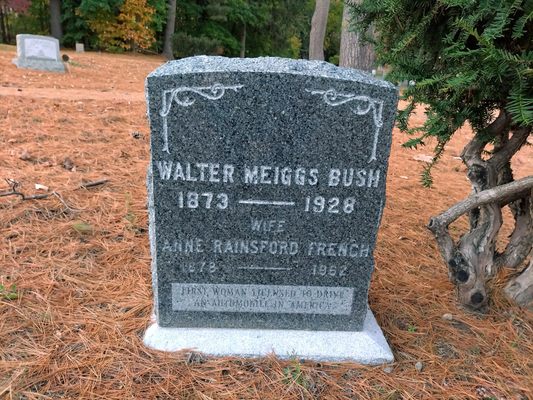 WALTER MEIGGS BUSH
1873 — 1928
WIFE
ANNE RAINSFORD FRENCH
1878 — 1962
FIRST WOMAN LICENSED TO DRIVE
AN AUTOMOBILE IN AMERICA